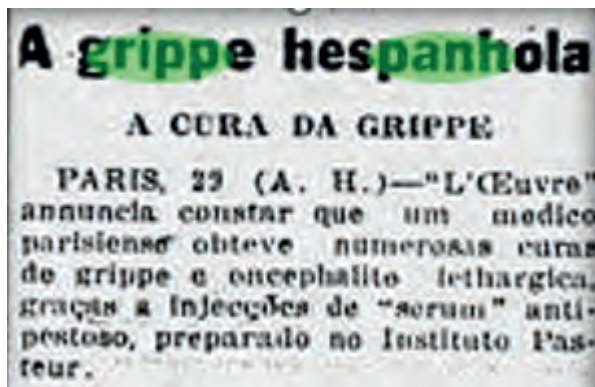 A grippe hespanhola
A CURA DA GRIPPE
PARIS, 29 (A. H.)—"L'Œuvre"
annuncia constar que um medico
parisiense obteve numerosas curas
de grippe e encephalite lethargica,
graças a injecções de "serum" anti-
pestoso, preparado no Instituto Pas-
teur.